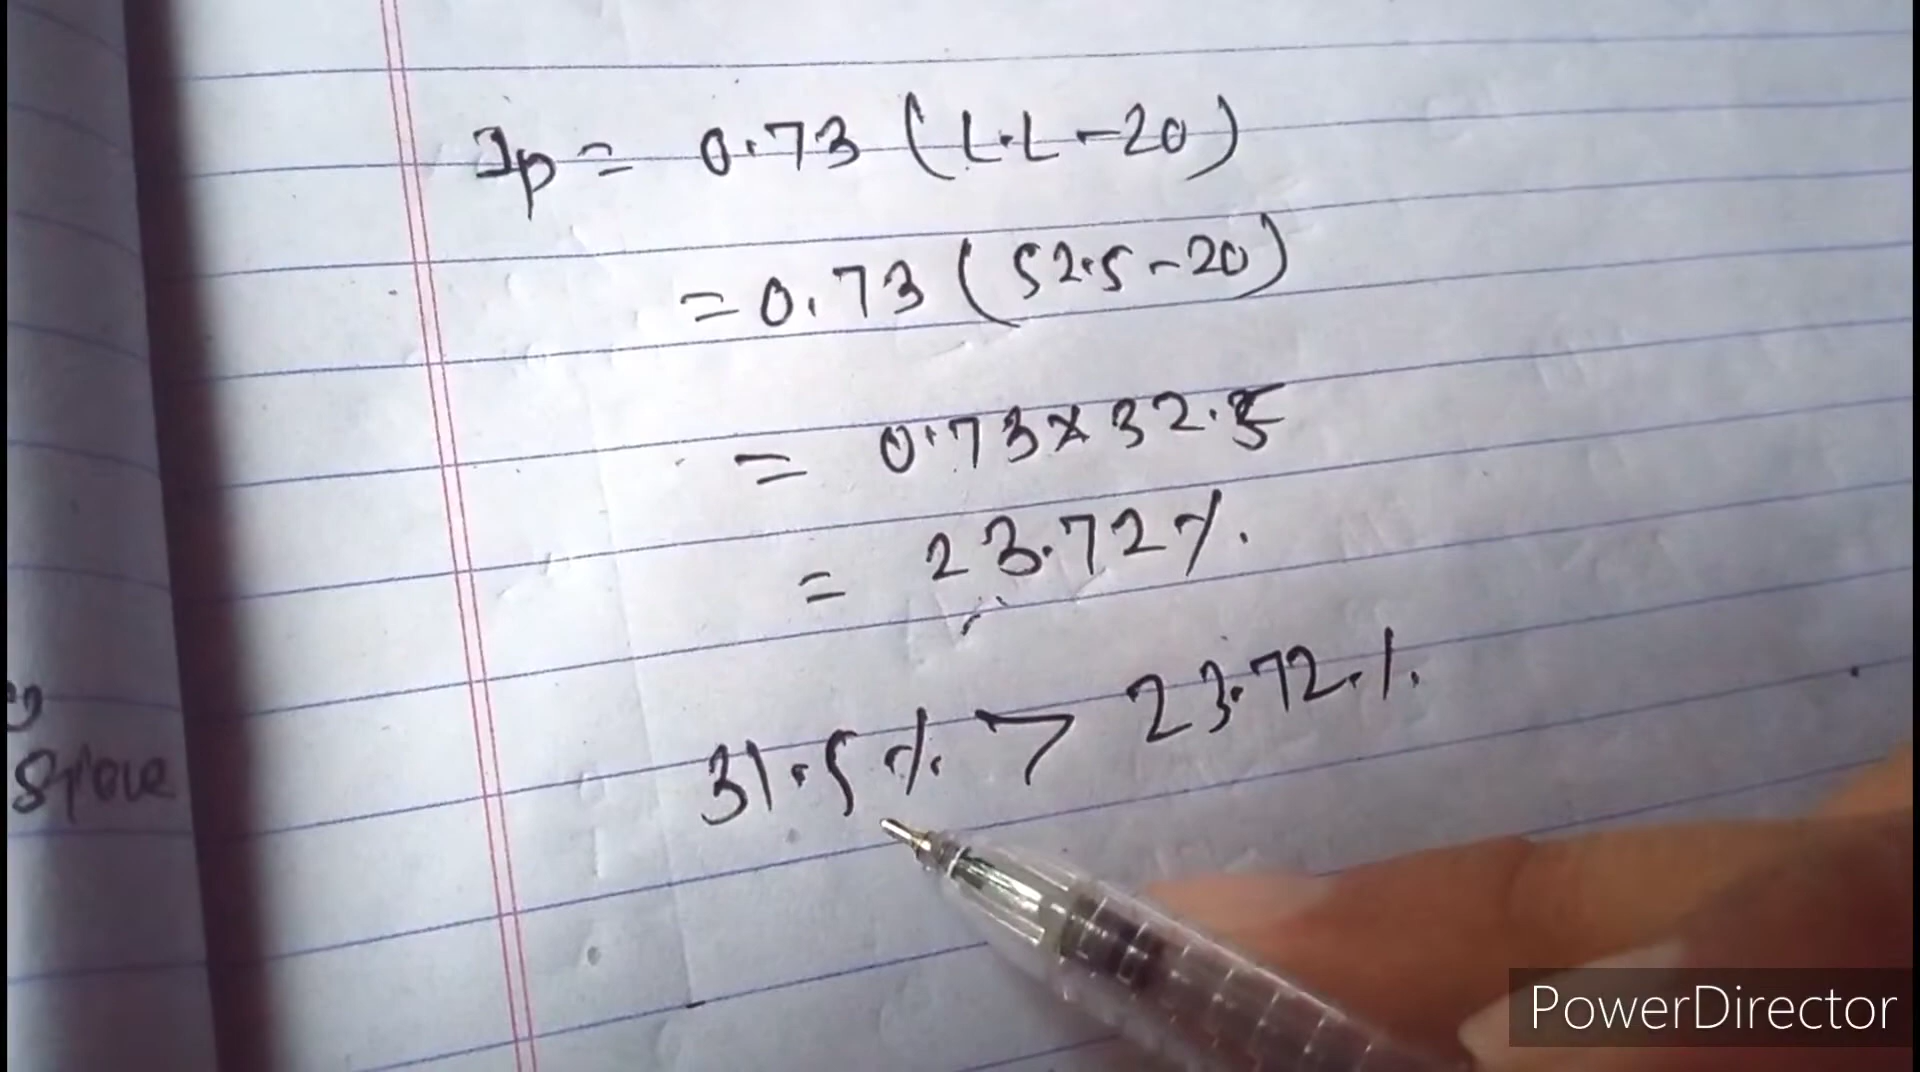 Ip = 0.73 (L.L - 20)
= 0.73 (52.5 - 20)
= 0.73 x 32.5
= 23.72 %.
31.5 %. > 23.72 %.
PowerDirector